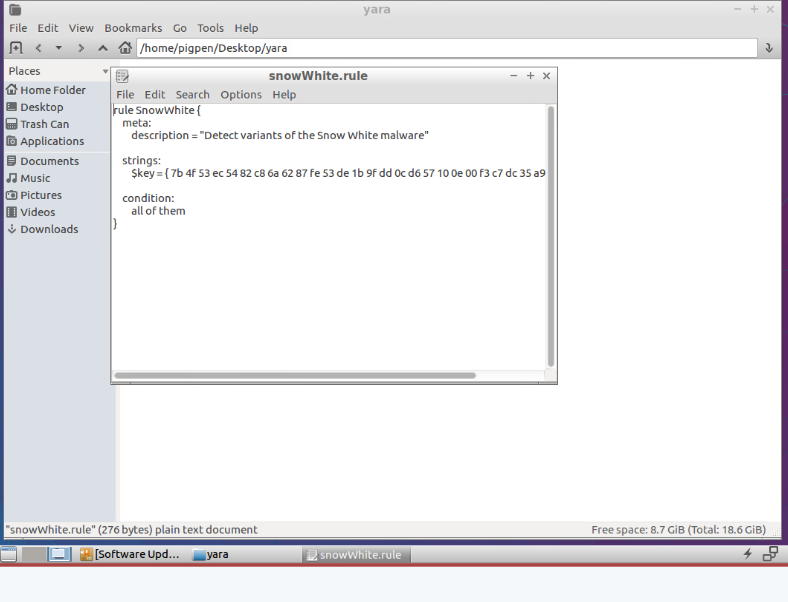 yara
File Edit View Bookmarks Go Tools Help
/home/pigpen/Desktop/yara
Places
Home Folder
Desktop
Trash Can
Applications
Documents
Music
Pictures
Videos
Downloads
snowWhite.rule
File Edit Search Options Help
rule SnowWhite {
meta:
description = "Detect variants of the Snow White malware"
strings:
$key = { 7b 4f 53 ec 54 82 c8 6a 62 87 fe 53 de 1b 9f dd 0c d6 57 10 0e 00 f3 c7 dc 35 a9
condition:
all of them
}
"snowWhite.rule" (276 bytes) plain text document
Free space: 8.7 GiB (Total: 18.6 GiB)
[Software Upd...
yara
snowWhite.rule